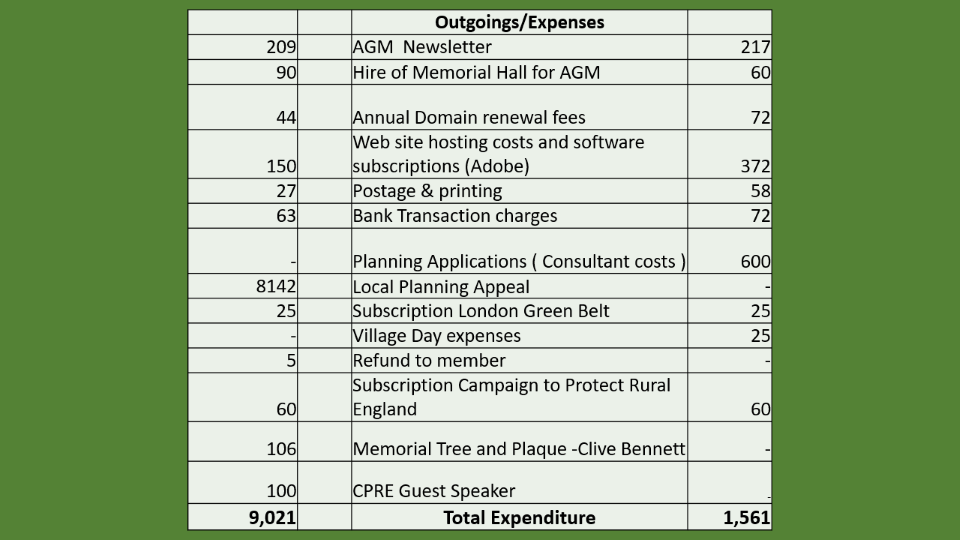 Outgoings/Expenses
209 AGM  Newsletter 217
90 Hire of Memorial Hall for AGM 60
44 Annual Domain renewal fees 72
Web site hosting costs and software
150 subscriptions (Adobe) 372
27 Postage & printing 58
63 Bank Transaction charges 72
- Planning Applications ( Consultant costs ) 600
8142 Local Planning Appeal -
25 Subscription London Green Belt 25
- Village Day expenses 25
5 Refund to member -
Subscription Campaign to Protect Rural
60 England 60
106 Memorial Tree and Plaque -Clive Bennett -
100 CPRE Guest Speaker -
9,021 Total Expenditure 1,561